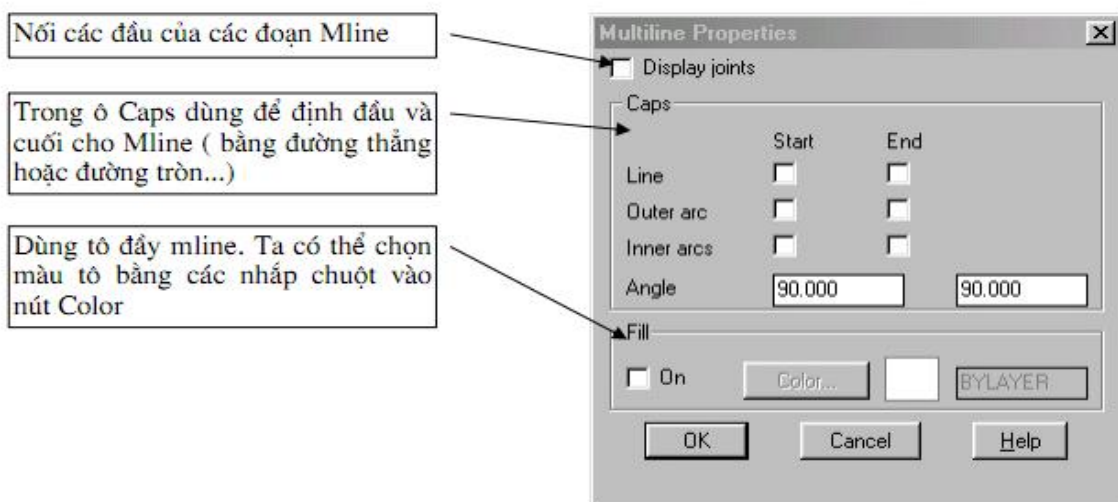 Nối các đầu của các đoạn Mline
Trong ô Caps dùng để định đầu và
cuối cho Mline ( bằng đường thẳng
hoặc đường tròn...)
Dùng tô đầy mline. Ta có thể chọn
màu tô bằng các nhắp chuột vào
nút Color
Multiline Properties
Display joints
Caps
Start End
Line
Outer arc
Inner arcs
Angle 90.000 90.000
Fill
On Color... BYLAYER
OK Cancel Help